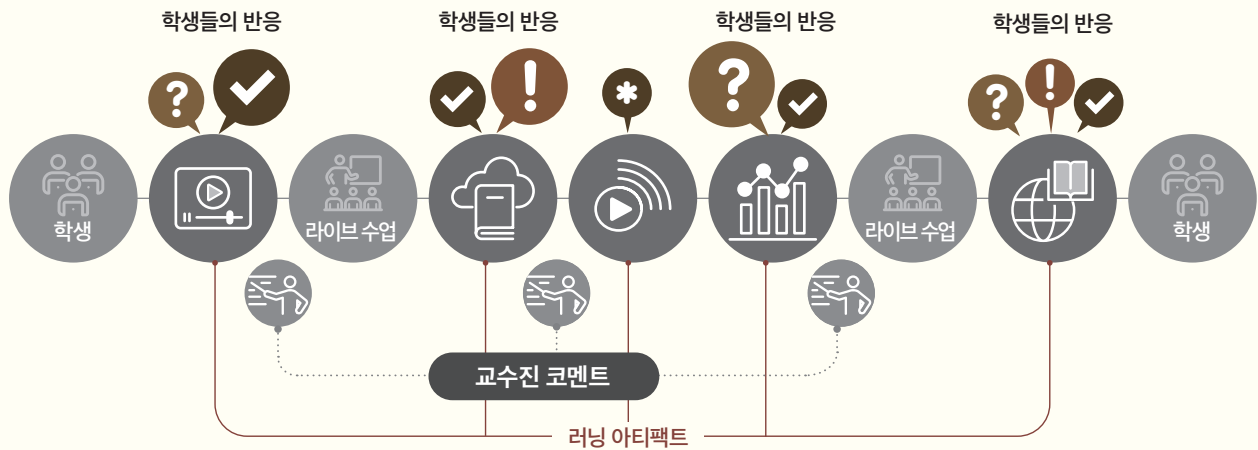 학생들의 반응
학생들의 반응
학생들의 반응
학생들의 반응
?
✓
✓
!
*
?
✓
?
!
✓
학생
라이브 수업
라이브 수업
학생
교수진 코멘트
러닝 아티팩트